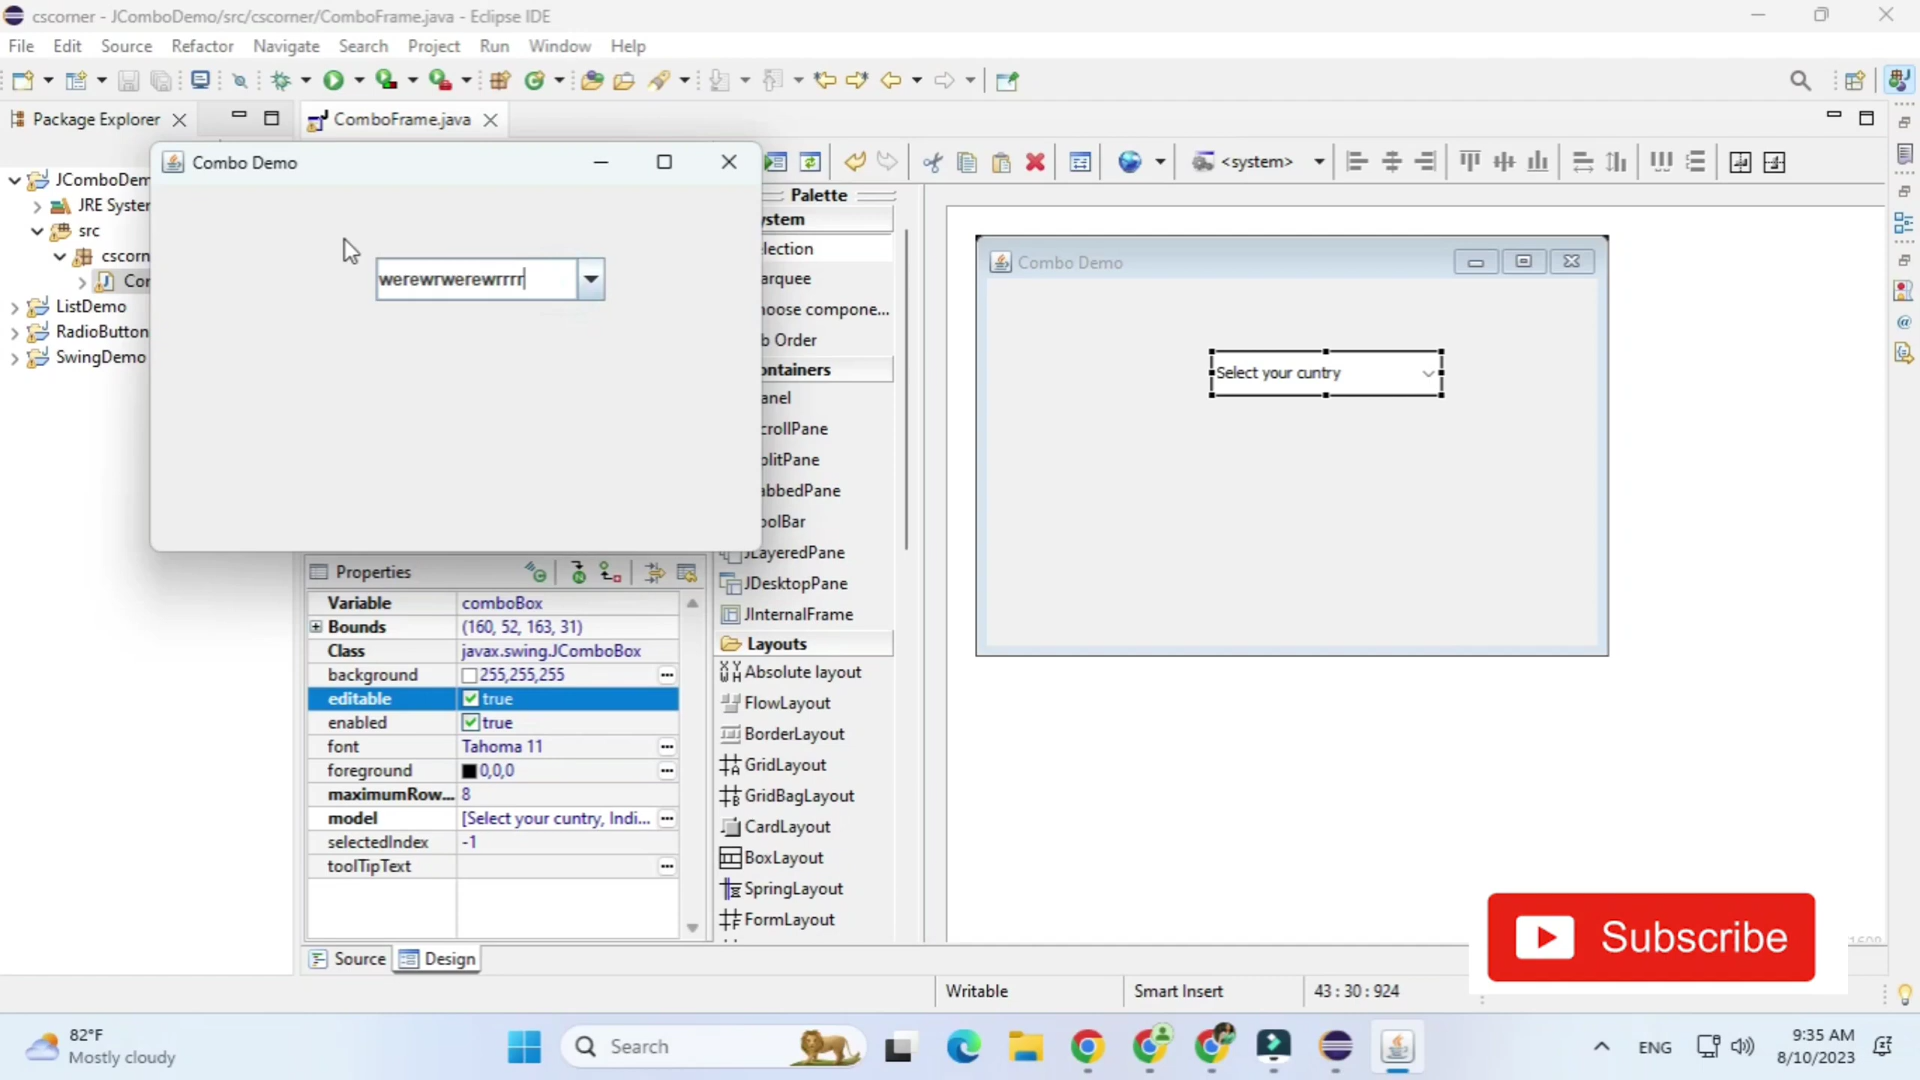 cscorner - JComboDemo/src/cscorner/ComboFrame.java - Eclipse IDE
File Edit Source Refactor Navigate Search Project Run Window Help
Package Explorer
ComboFrame.java
Combo Demo
<system>
JComboDem
JRE Syster
src
cscorn
Cor
ListDemo
RadioButton
SwingDemo
werewrwerewrrrr
Palette
ystem
election
arquee
hoose compone...
b Order
ontainers
anel
crollPane
plitPane
abbedPane
oolBar
JLayeredPane
JDesktopPane
JInternalFrame
Layouts
Absolute layout
FlowLayout
BorderLayout
GridLayout
GridBagLayout
CardLayout
BoxLayout
SpringLayout
FormLayout
Combo Demo
Select your cuntry
Properties
Variable comboBox
Bounds (160, 52, 163, 31)
Class javax.swing.JComboBox
background 255,255,255
editable true
enabled true
font Tahoma 11
foreground 0,0,0
maximumRow... 8
model [Select your cuntry, Indi...
selectedIndex -1
toolTipText
Source Design
Writable Smart Insert 43 : 30 : 924
Subscribe
82°F
Mostly cloudy
Search
ENG
9:35 AM
8/10/2023